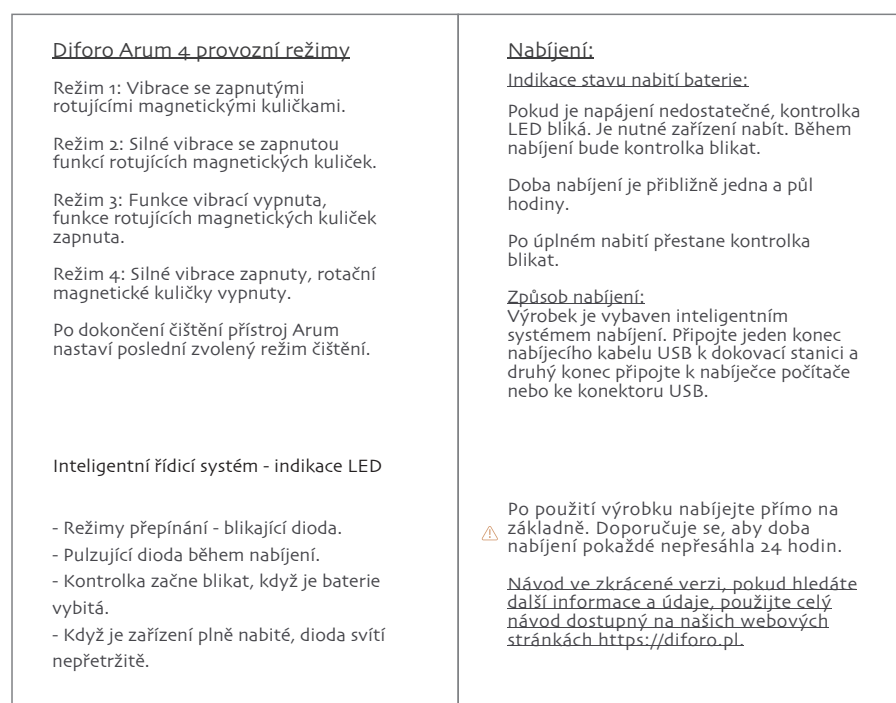 Diforo Arum 4 provozní režimy
Režim 1: Vibrace se zapnutými
rotujícími magnetickými kuličkami.
Režim 2: Silné vibrace se zapnutou
funkcí rotujících magnetických kuliček.
Režim 3: Funkce vibrací vypnuta,
funkce rotujících magnetických kuliček
zapnuta.
Režim 4: Silné vibrace zapnuty, rotační
magnetické kuličky vypnuty.
Po dokončení čištění přístroj Arum
nastaví poslední zvolený režim čištění.
Inteligentní řídicí systém - indikace LED
- Režimy přepínání - blikající dioda.
- Pulzující dioda během nabíjení.
- Kontrolka začne blikat, když je baterie
vybitá.
- Když je zařízení plně nabité, dioda svítí
nepřetržitě.
Nabíjení:
Indikace stavu nabití baterie:
Pokud je napájení nedostatečné, kontrolka
LED bliká. Je nutné zařízení nabít. Během
nabíjení bude kontrolka blikat.
Doba nabíjení je přibližně jedna a půl
hodiny.
Po úplném nabití přestane kontrolka
blikat.
Způsob nabíjení:
Výrobek je vybaven inteligentním
systémem nabíjení. Připojte jeden konec
nabíjecího kabelu USB k dokovací stanici a
druhý konec připojte k nabíječce počítače
nebo ke konektoru USB.
Po použití výrobku nabíjejte přímo na
základně. Doporučuje se, aby doba
nabíjení pokaždé nepřesáhla 24 hodin.
Návod ve zkrácené verzi, pokud hledáte
další informace a údaje, použijte celý
návod dostupný na našich webových
stránkách https://diforo.pl.